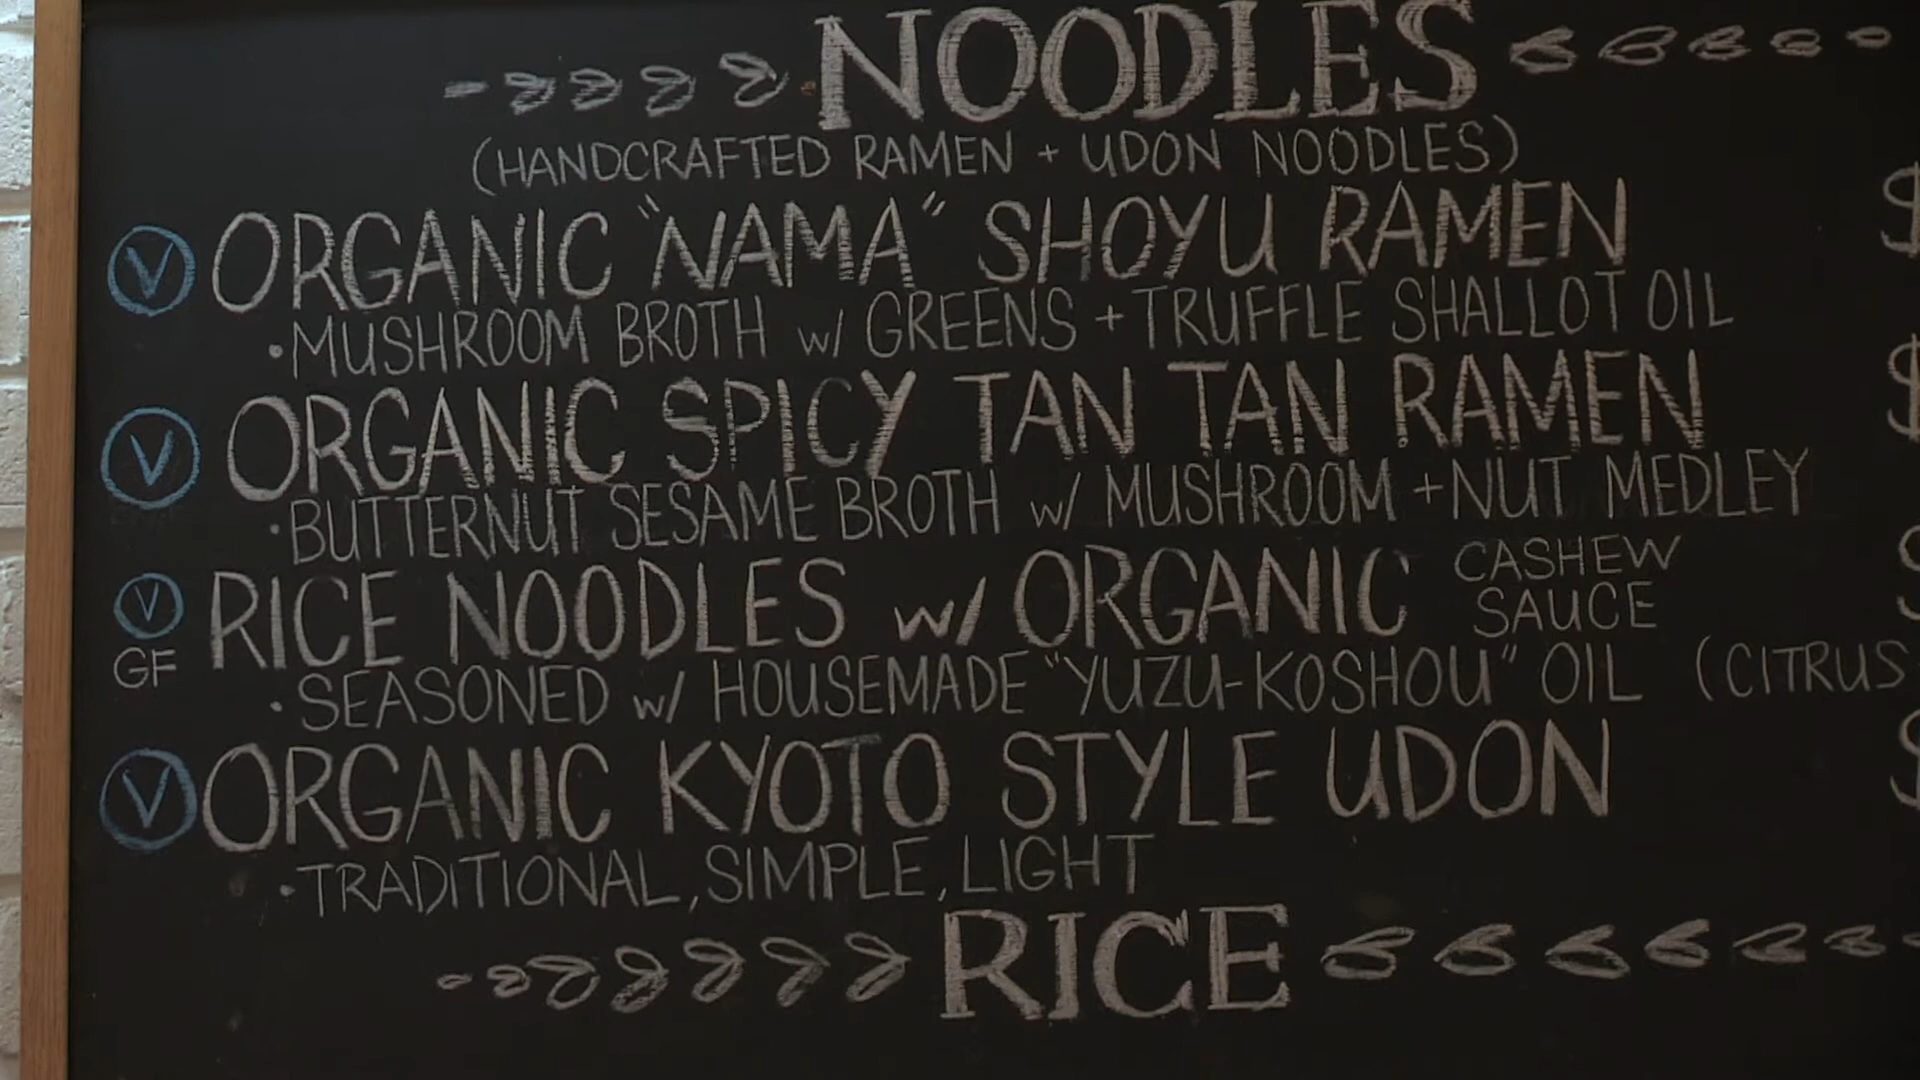 NOODLES
(HANDCRAFTED RAMEN + UDON NOODLES)
V ORGANIC "NAMA" SHOYU RAMEN $
• MUSHROOM BROTH w/ GREENS + TRUFFLE SHALLOT OIL
V ORGANIC SPICY TAN TAN RAMEN $
• BUTTERNUT SESAME BROTH w/ MUSHROOM + NUT MEDLEY
V GF RICE NOODLES w/ ORGANIC CASHEW SAUCE
• SEASONED w/ HOUSEMADE "YUZU-KOSHOU" OIL (CITRUS
V ORGANIC KYOTO STYLE UDON $
• TRADITIONAL, SIMPLE, LIGHT
RICE